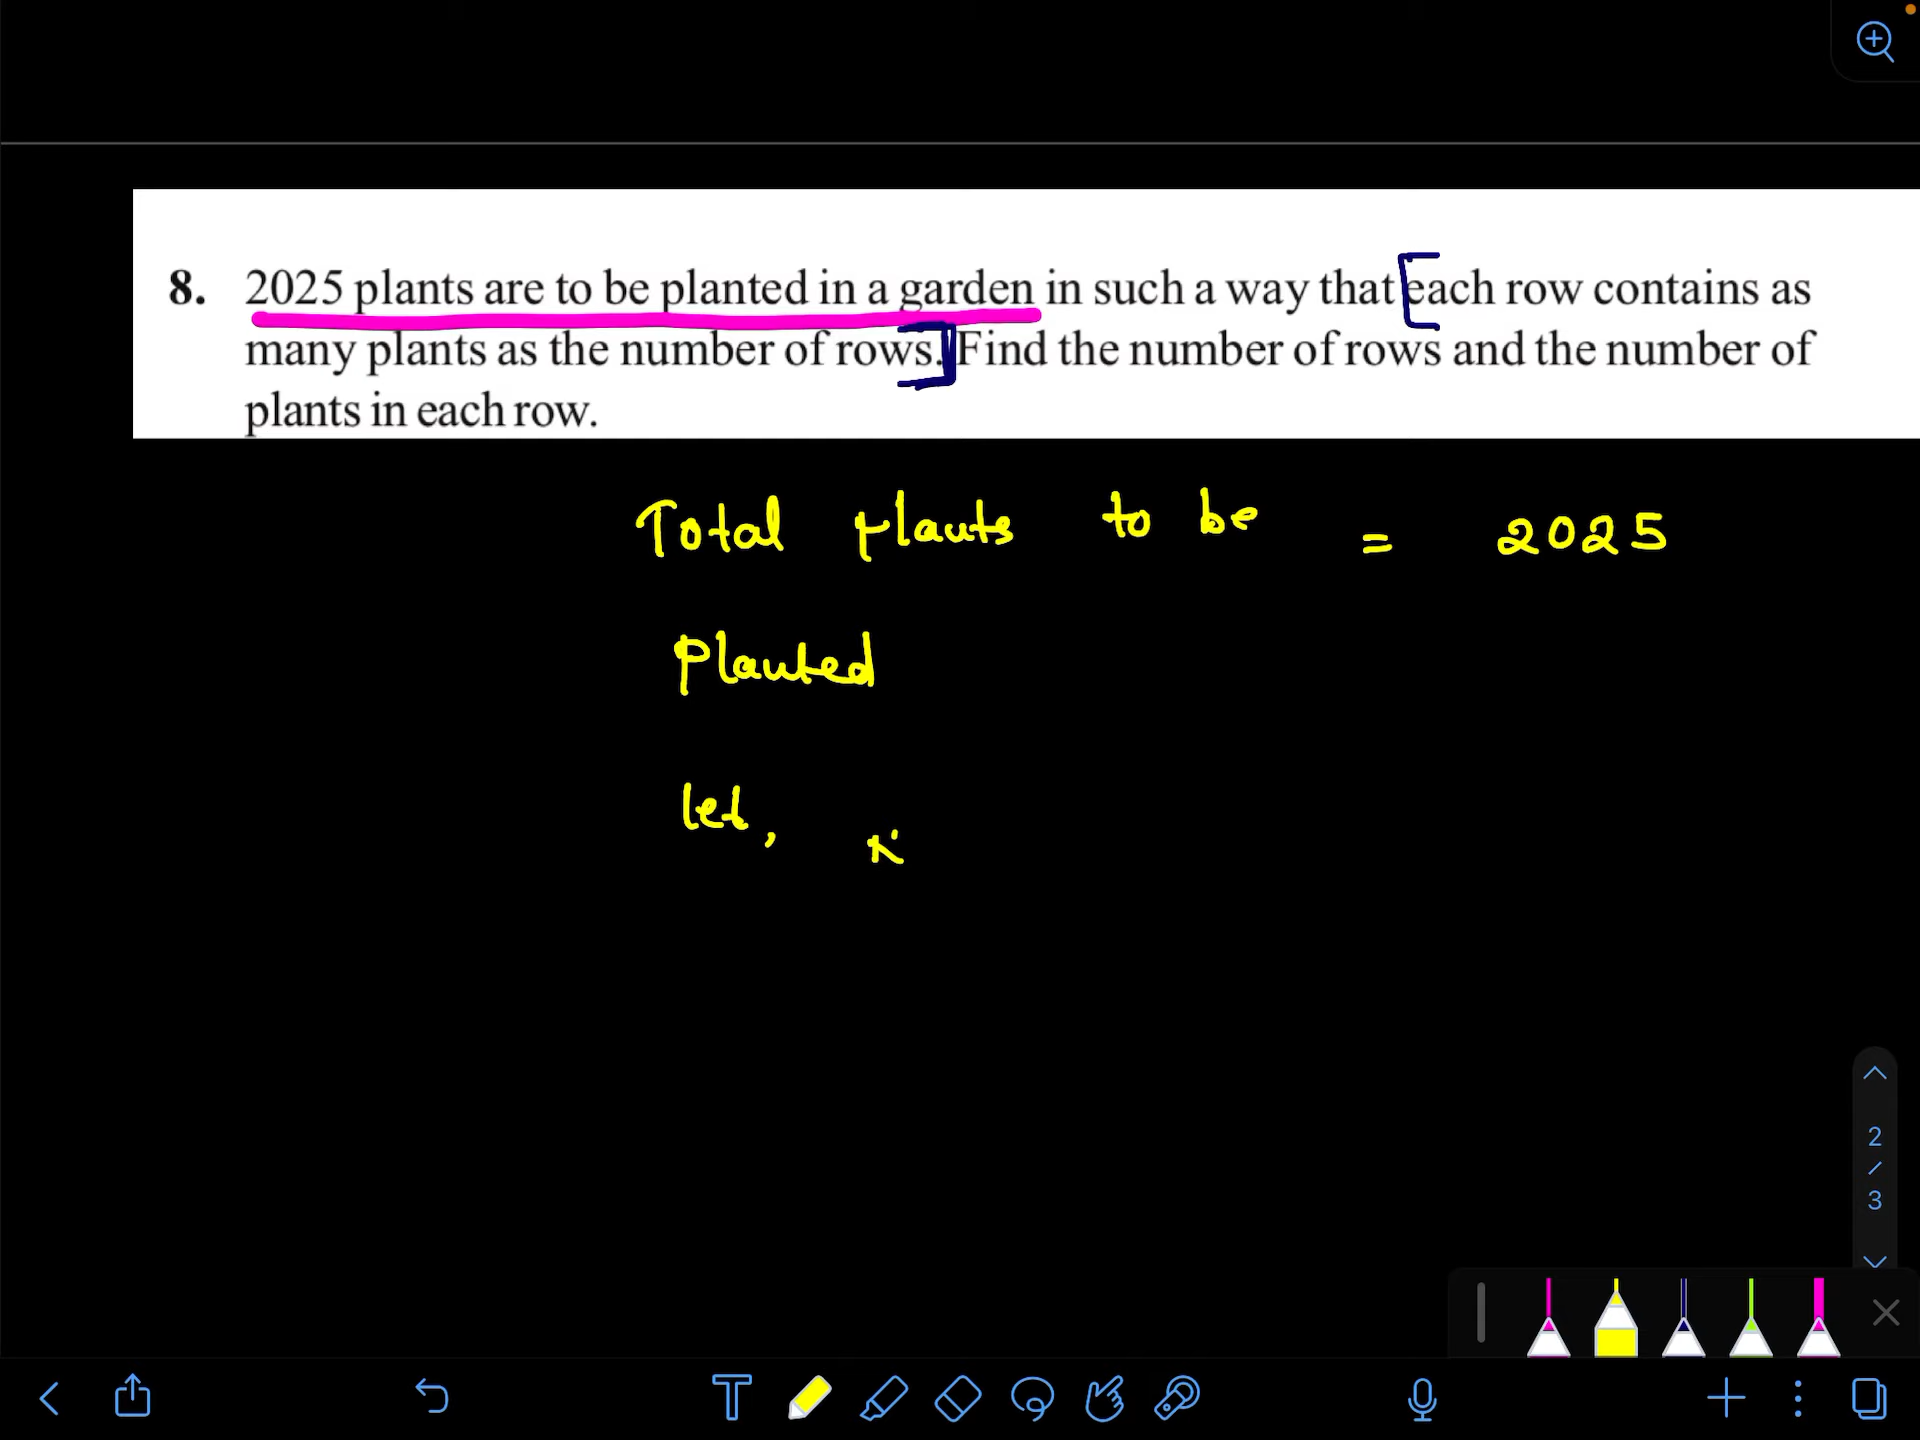 8. 2025 plants are to be planted in a garden in such a way that each row contains as
many plants as the number of rows. Find the number of rows and the number of
plants in each row.
Total plants to be = 2025
Planted
let,
2
/
3
T